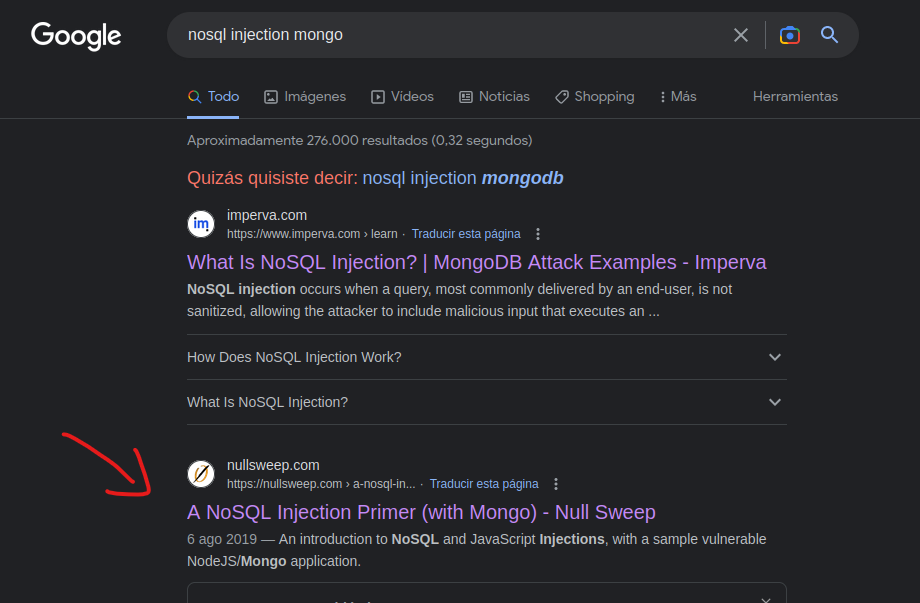 Google
nosql injection mongo
Todo Imágenes Vídeos Noticias Shopping Más Herramientas
Aproximadamente 276.000 resultados (0,32 segundos)
Quizás quisiste decir: nosql injection mongodb
im
imperva.com
https://www.imperva.com › learn · Traducir esta página
What Is NoSQL Injection? | MongoDB Attack Examples - Imperva
NoSQL injection occurs when a query, most commonly delivered by an end-user, is not
sanitized, allowing the attacker to include malicious input that executes an ...
How Does NoSQL Injection Work?
What Is NoSQL Injection?
nullsweep.com
https://nullsweep.com › a-nosql-in... · Traducir esta página
A NoSQL Injection Primer (with Mongo) - Null Sweep
6 ago 2019 — An introduction to NoSQL and JavaScript Injections, with a sample vulnerable
NodeJS/Mongo application.